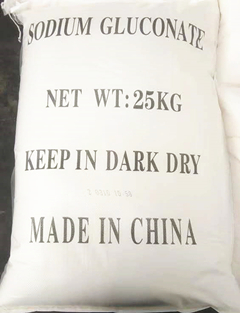 SODIUM GLUCONATE
NET WT:25KG
KEEP IN DARK DRY
MADE IN CHINA